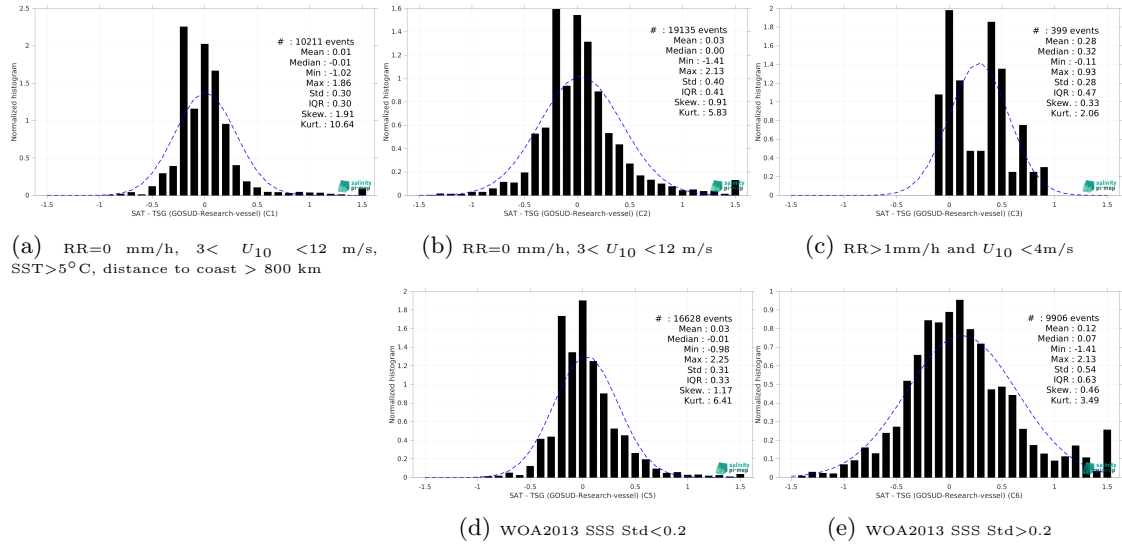 Normalized histogram
2.5
2
1.5
1
0.5
0
-1.5 -1 -0.5 0 0.5 1 1.5
# : 10211 events
Mean : 0.01
Median : -0.01
Min : -1.02
Max : 1.86
Std : 0.30
IQR : 0.30
Skew. : 1.91
Kurt. : 10.64
salinity
pi-mep
SAT - TSG (GOSUD-Research-vessel) (C1)
(a) RR=0 mm/h, 3< U10 <12 m/s,
SST>5°C, distance to coast > 800 km
Normalized histogram
1.6
1.4
1.2
1
0.8
0.6
0.4
0.2
0
-1.5 -1 -0.5 0 0.5 1 1.5
# : 19135 events
Mean : 0.03
Median : 0.00
Min : -1.41
Max : 2.13
Std : 0.40
IQR : 0.41
Skew. : 0.91
Kurt. : 5.83
salinity
pi-mep
SAT - TSG (GOSUD-Research-vessel) (C2)
(b) RR=0 mm/h, 3< U10 <12 m/s
Normalized histogram
2
1.8
1.6
1.4
1.2
1
0.8
0.6
0.4
0.2
0
-1.5 -1 -0.5 0 0.5 1 1.5
# : 399 events
Mean : 0.28
Median : 0.32
Min : -0.11
Max : 0.93
Std : 0.28
IQR : 0.47
Skew. : 0.33
Kurt. : 2.06
salinity
pi-mep
SAT - TSG (GOSUD-Research-vessel) (C3)
(c) RR>1mm/h and U10 <4m/s
Normalized histogram
2
1.8
1.6
1.4
1.2
1
0.8
0.6
0.4
0.2
0
-1.5 -1 -0.5 0 0.5 1 1.5
# : 16628 events
Mean : 0.03
Median : -0.01
Min : -0.98
Max : 2.25
Std : 0.31
IQR : 0.33
Skew. : 1.17
Kurt. : 6.41
salinity
pi-mep
SAT - TSG (GOSUD-Research-vessel) (C5)
(d) WOA2013 SSS Std<0.2
Normalized histogram
1
0.9
0.8
0.7
0.6
0.5
0.4
0.3
0.2
0.1
0
-1.5 -1 -0.5 0 0.5 1 1.5
# : 9906 events
Mean : 0.12
Median : 0.07
Min : -1.41
Max : 2.13
Std : 0.54
IQR : 0.63
Skew. : 0.46
Kurt. : 3.49
salinity
pi-mep
SAT - TSG (GOSUD-Research-vessel) (C6)
(e) WOA2013 SSS Std>0.2